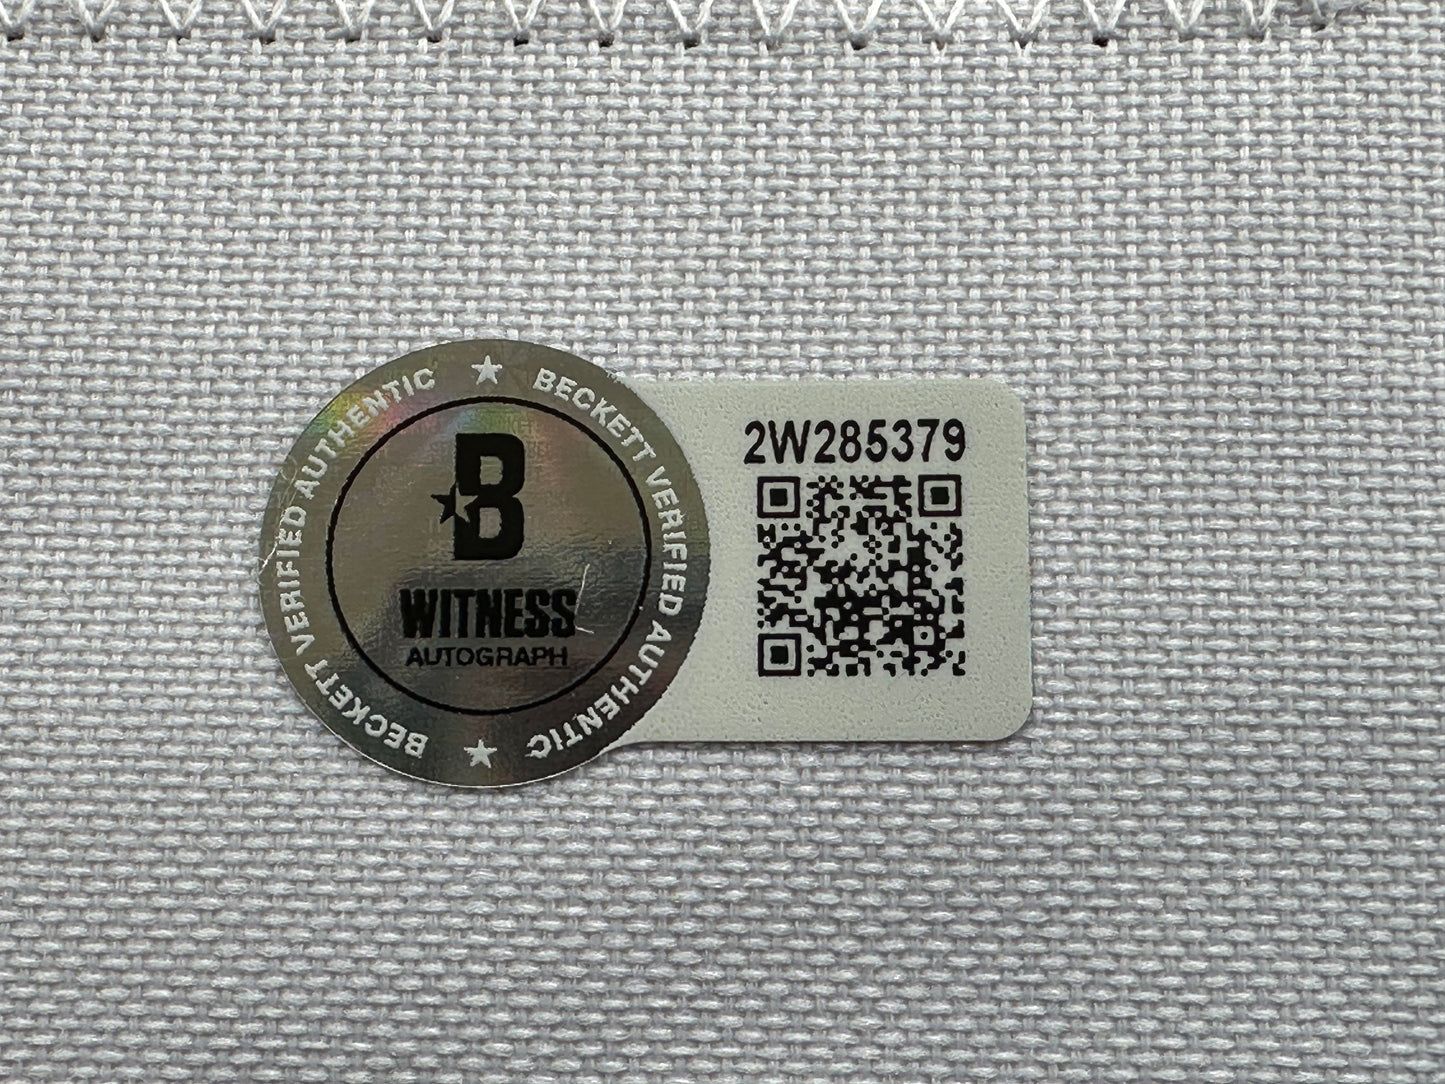 BECKETT VERIFIED AUTHENTIC ★ BECKETT VERIFIED AUTHENTIC ★
B
WITNESS
AUTOGRAPH
2W285379